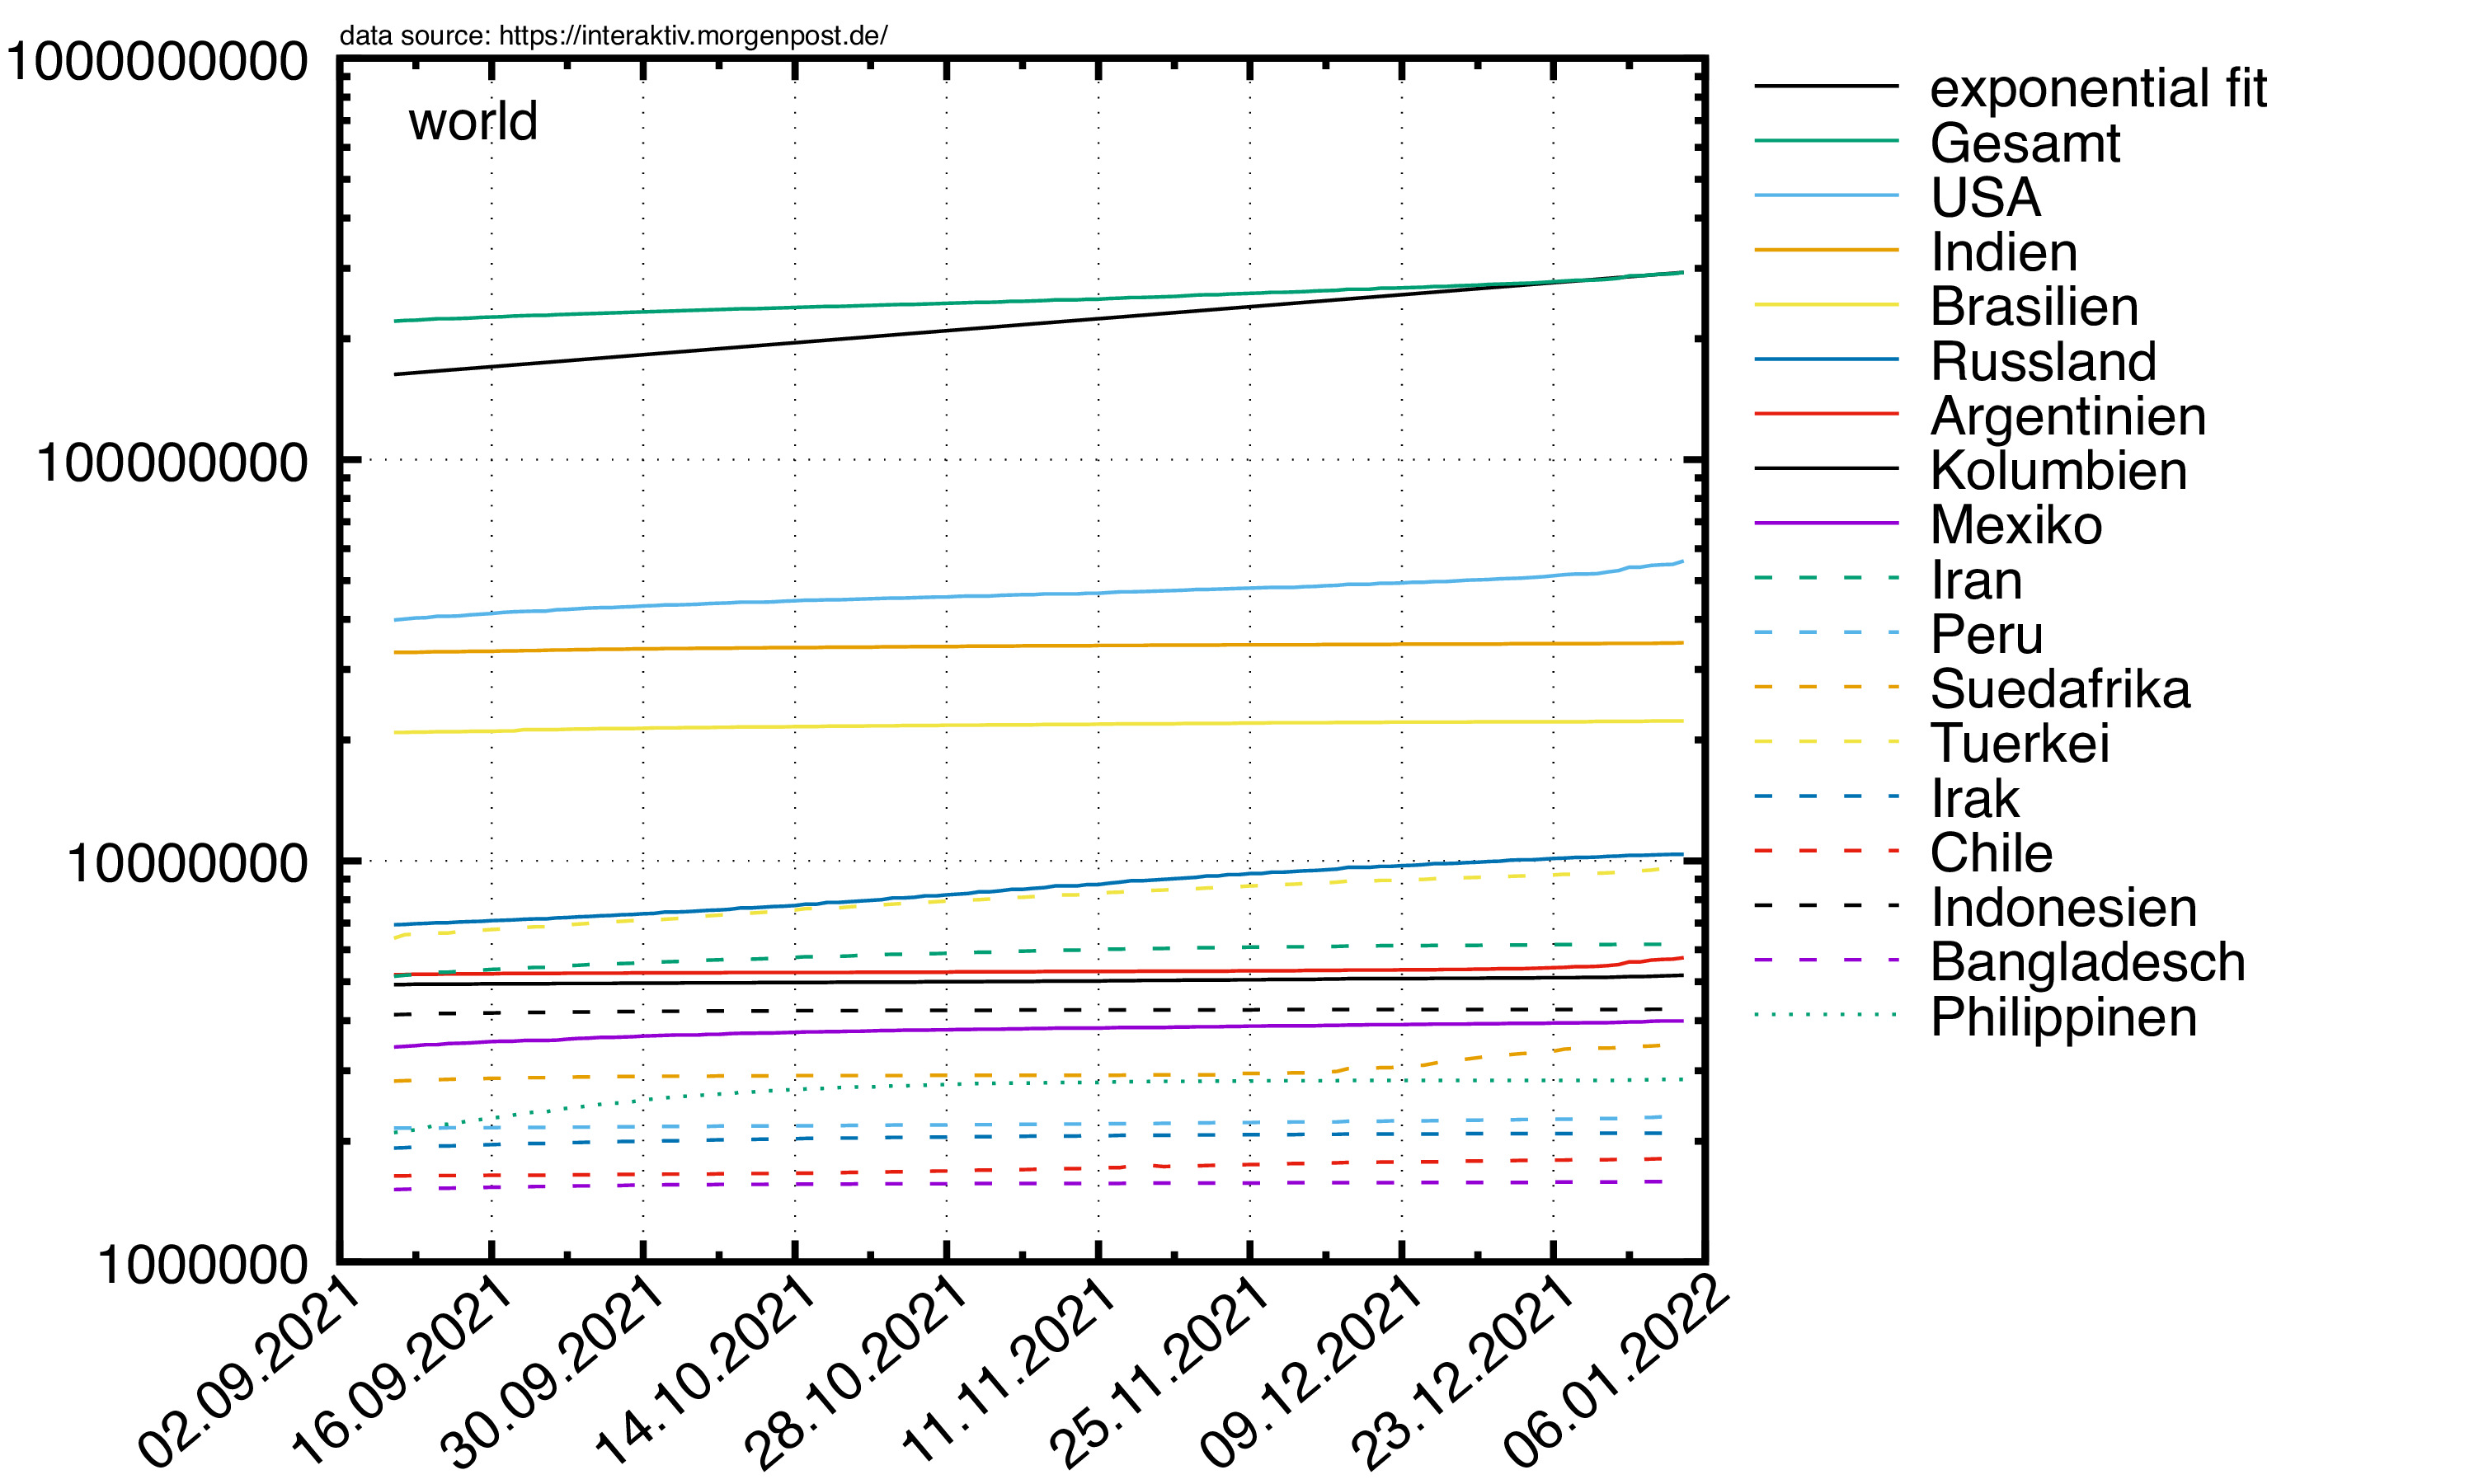 data source: https://interaktiv.morgenpost.de/
world
1000000000
100000000
10000000
1000000
02.09.2021
16.09.2021
30.09.2021
14.10.2021
28.10.2021
11.11.2021
25.11.2021
09.12.2021
23.12.2021
06.01.2022
exponential fit
Gesamt
USA
Indien
Brasilien
Russland
Argentinien
Kolumbien
Mexiko
Iran
Peru
Suedafrika
Tuerkei
Irak
Chile
Indonesien
Bangladesch
Philippinen